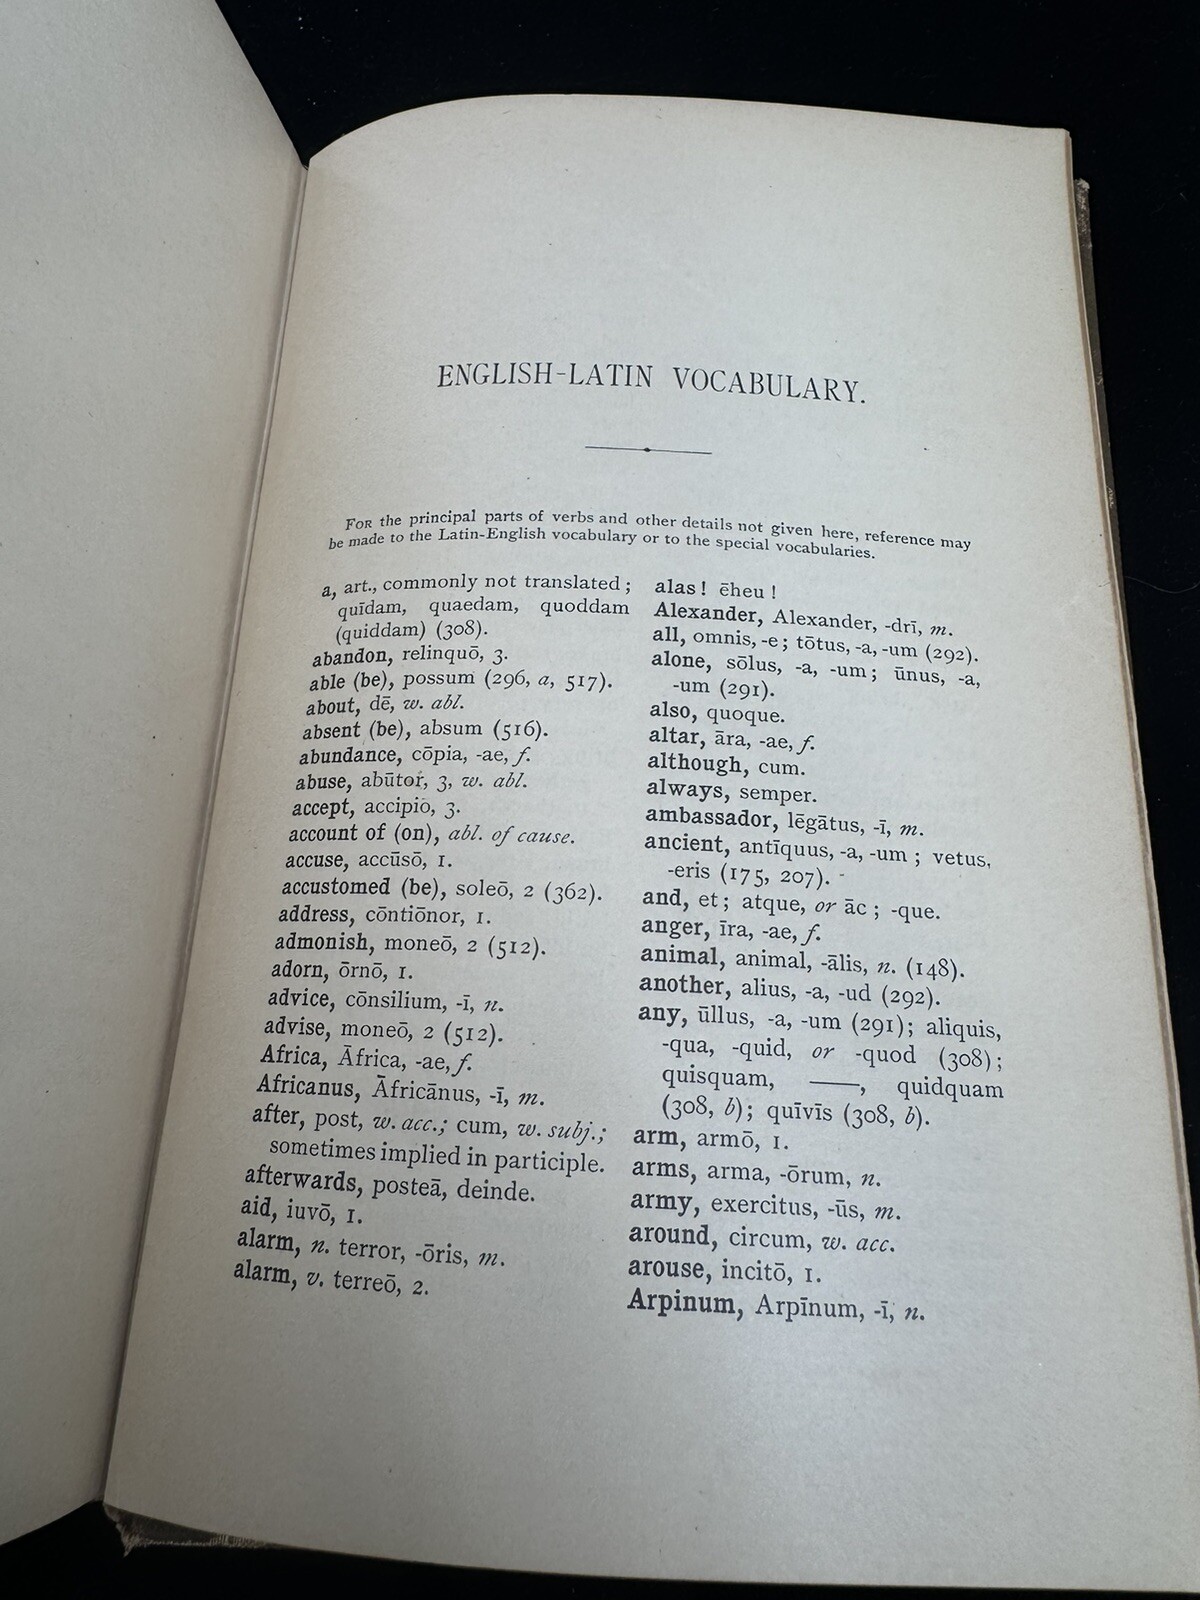 ENGLISH-LATIN VOCABULARY.
FOR the principal parts of verbs and other details not given here, reference may
be made to the Latin-English vocabulary or to the special vocabularies.
a, art., commonly not translated;
quīdam, quaedam, quoddam
(quiddam) (308).
abandon, relinquō, 3.
able (be), possum (296, a, 517).
about, dē, w. abl.
absent (be), absum (516).
abundance, cōpia, -ae, f.
abuse, abūtor, 3, w. abl.
accept, accipiō, 3.
account of (on), abl. of cause.
accuse, accūsō, 1.
accustomed (be), soleō, 2 (362).
address, cōntiōnor, 1.
admonish, moneō, 2 (512).
adorn, ōrnō, 1.
advice, cōnsilium, -ī, n.
advise, moneō, 2 (512).
Africa, Āfrica, -ae, f.
Africanus, Āfricānus, -ī, m.
after, post, w. acc.; cum, w. subj.;
sometimes implied in participle.
afterwards, posteā, deinde.
aid, iuvō, 1.
alarm, n. terror, -ōris, m.
alarm, v. terreō, 2.
alas! ēheu!
Alexander, Alexander, -drī, m.
all, omnis, -e; tōtus, -a, -um (292).
alone, sōlus, -a, -um; ūnus, -a,
-um (291).
also, quoque.
altar, āra, -ae, f.
although, cum.
always, semper.
ambassador, lēgātus, -ī, m.
ancient, antīquus, -a, -um; vetus,
-eris (175, 207).
and, et; atque, or āc; -que.
anger, īra, -ae, f.
animal, animal, -ālis, n. (148).
another, alius, -a, -ud (292).
any, ūllus, -a, -um (291); aliquis,
-qua, -quid, or -quod (308);
quisquam, ——, quidquam
(308, b); quīvīs (308, b).
arm, armō, 1.
arms, arma, -ōrum, n.
army, exercitus, -ūs, m.
around, circum, w. acc.
arouse, incitō, 1.
Arpinum, Arpīnum, -ī, n.